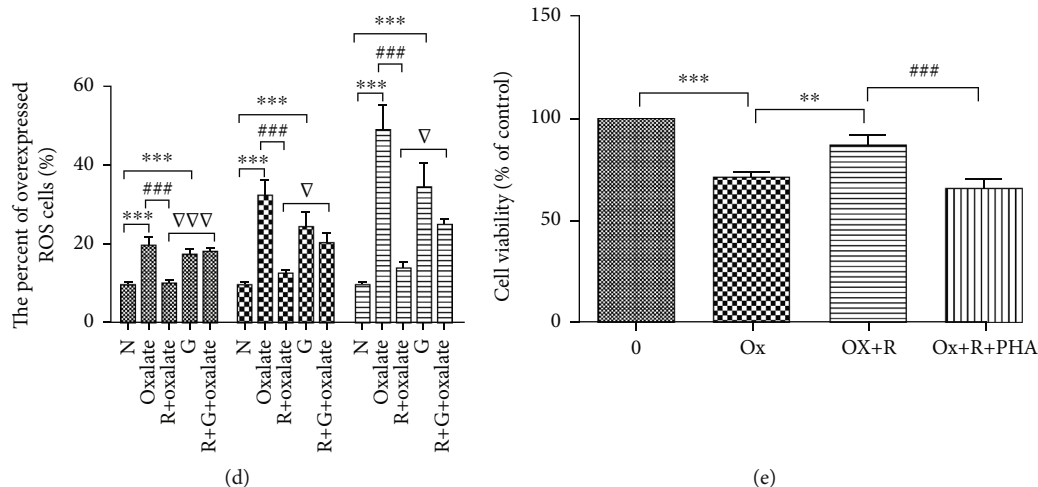 The percent of overexpressed
ROS cells (%)
60
40
20
0
***
###
***
∇∇∇
***
###
***
∇
***
###
***
∇
N
Oxalate
R+oxalate
G
R+G+oxalate
N
Oxalate
R+oxalate
G
R+G+oxalate
N
Oxalate
R+oxalate
G
R+G+oxalate
(d)
Cell viability (% of control)
150
100
50
0
***
**
###
0
Ox
OX+R
Ox+R+PHA
(e)